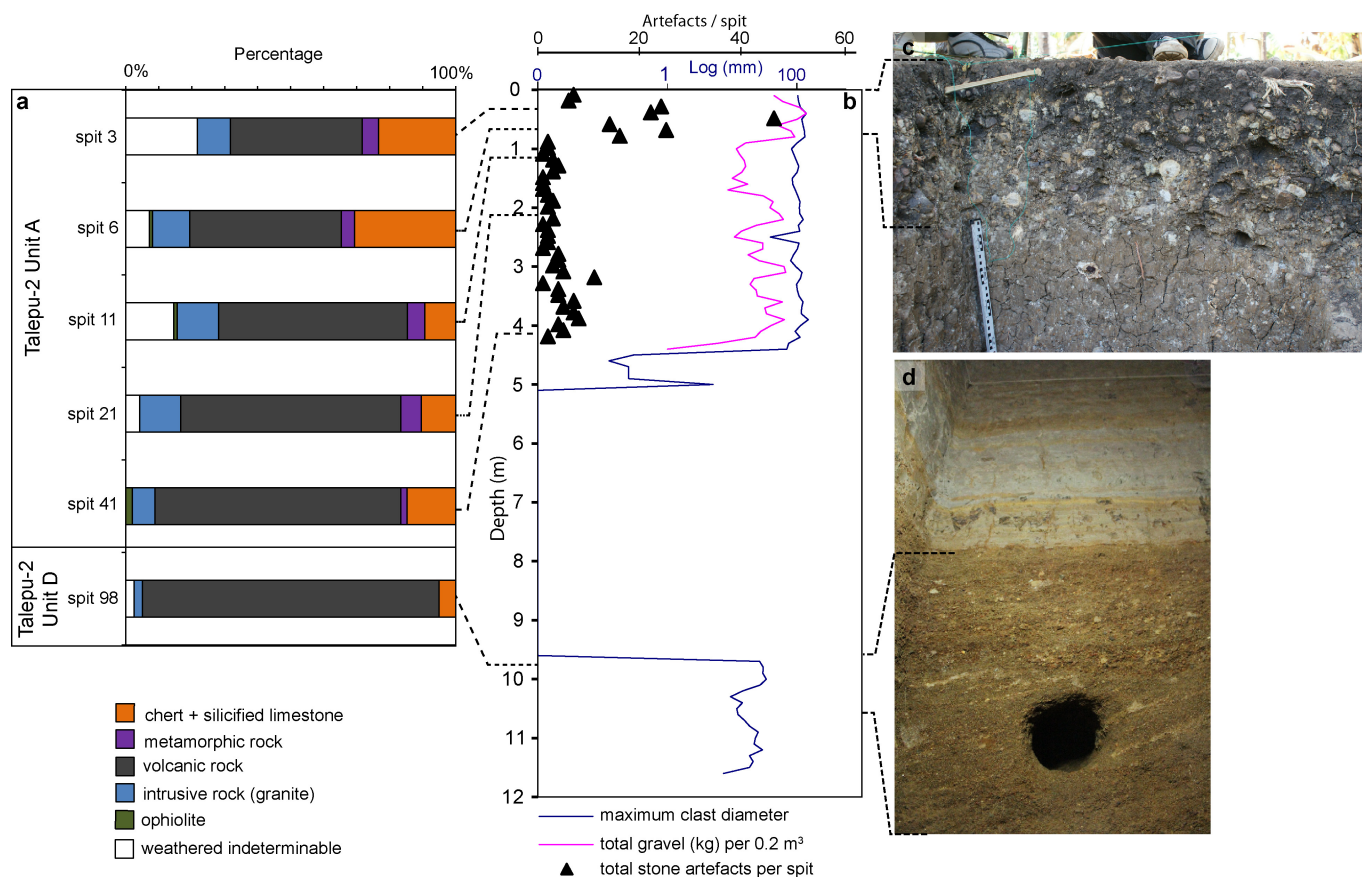 Artefacts / spit
0 20 40 60
Log (mm)
0 1 100
Percentage
0% 100%
a
b
c
d
Talepu-2 Unit A
spit 3
spit 6
spit 11
spit 21
spit 41
Talepu-2
Unit D
spit 98
Depth (m)
0
1
2
3
4
5
6
7
8
9
10
11
12
chert + silicified limestone
metamorphic rock
volcanic rock
intrusive rock (granite)
ophiolite
weathered indeterminable
maximum clast diameter
total gravel (kg) per 0.2 m³
total stone artefacts per spit